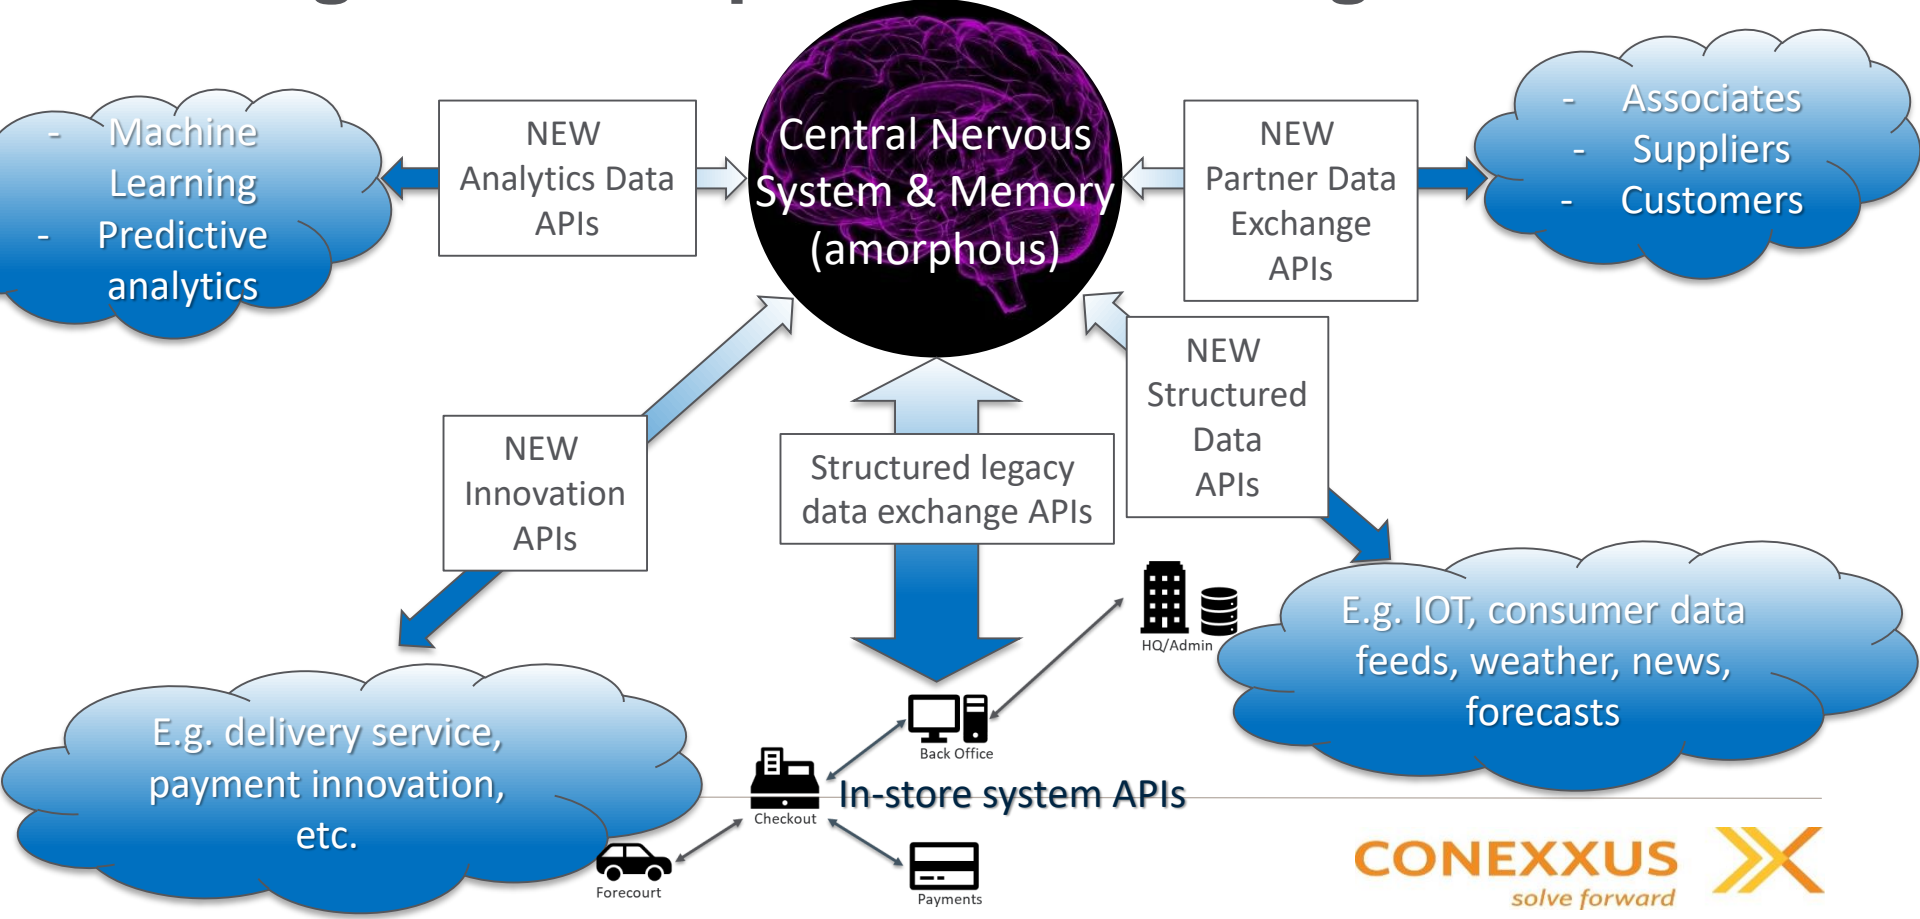 - Machine
Learning
- Predictive
analytics
NEW
Analytics Data
APIs
Central Nervous
System & Memory
(amorphous)
NEW
Partner Data
Exchange
APIs
- Associates
- Suppliers
- Customers
NEW
Innovation
APIs
Structured legacy
data exchange APIs
NEW
Structured
Data
APIs
E.g. delivery service,
payment innovation,
etc.
HQ/Admin
Back Office
In-store system APIs
Checkout
Forecourt
Payments
E.g. IOT, consumer data
feeds, weather, news,
forecasts
CONEXXUS
solve forward